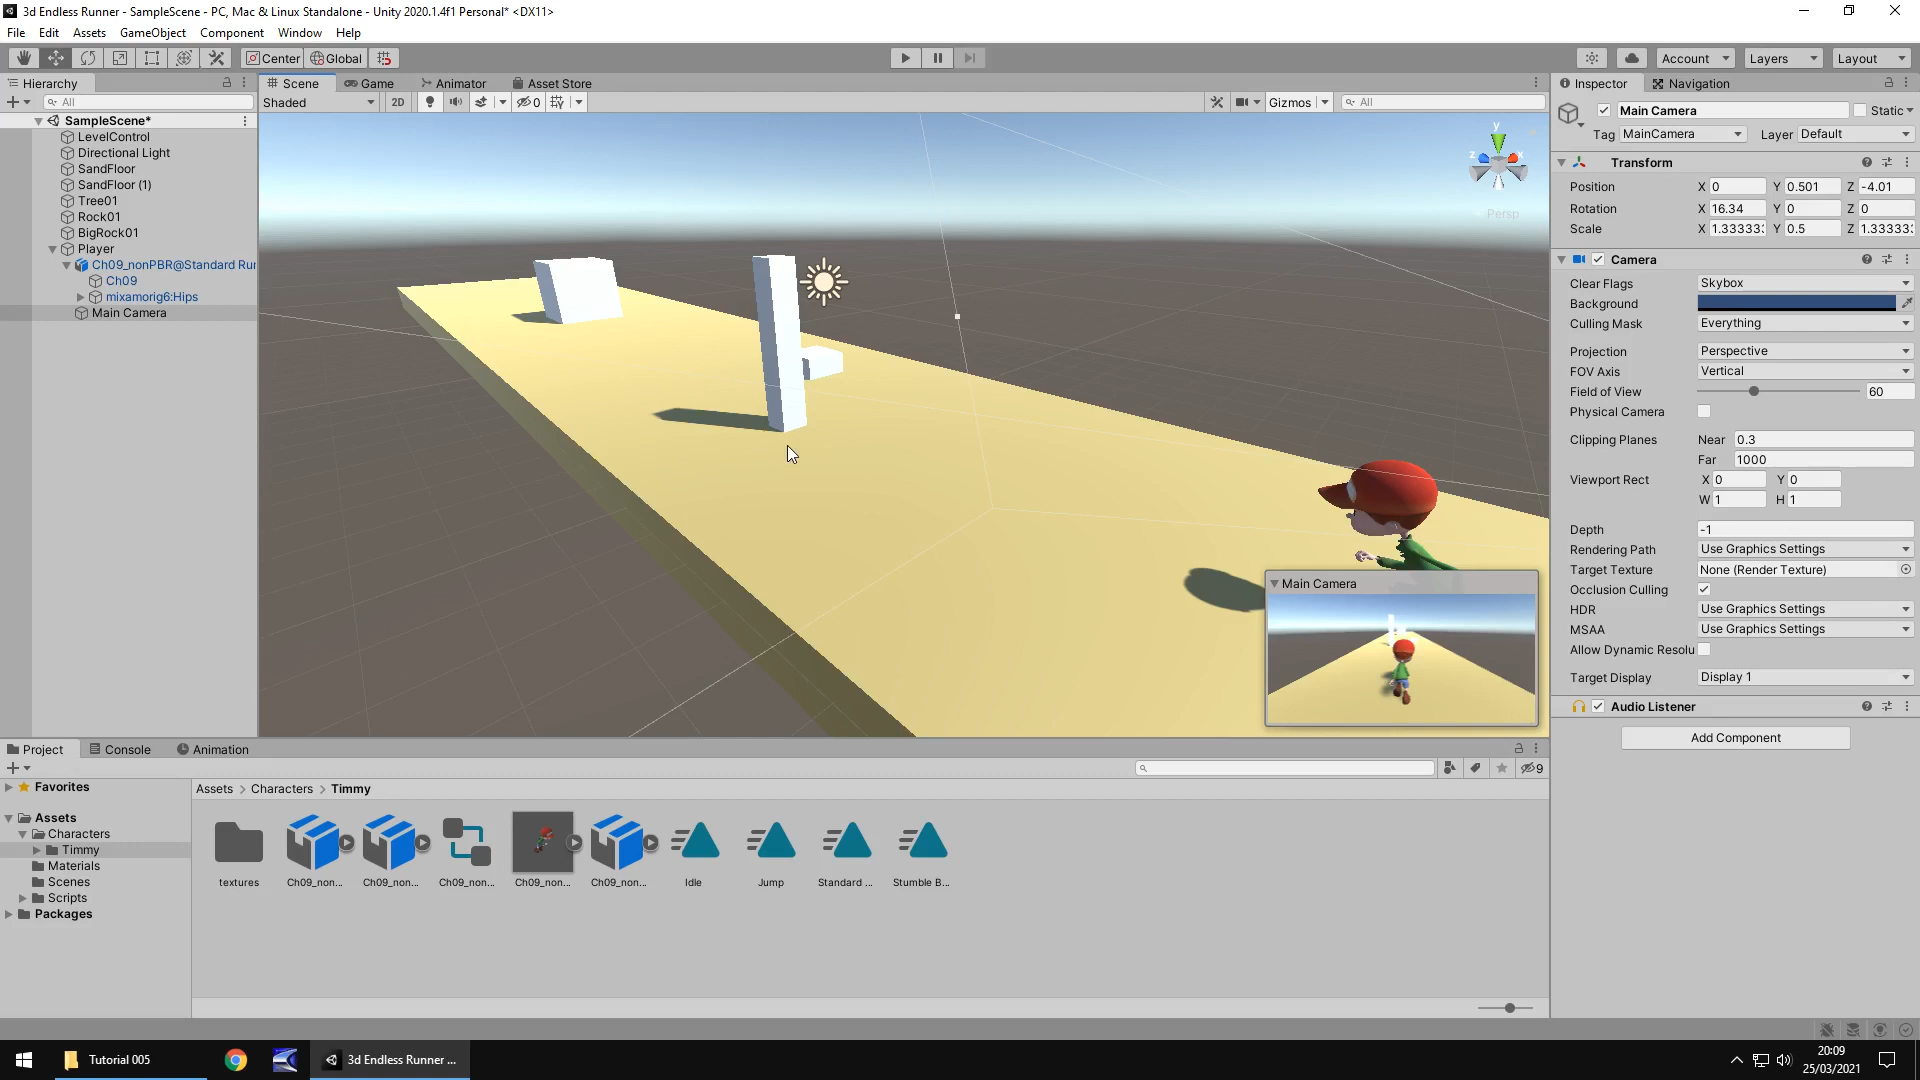 3d Endless Runner - SampleScene - PC, Mac & Linux Standalone - Unity 2020.1.4f1 Personal* <DX11>
File Edit Assets GameObject Component Window Help
Center Global Account Layers Layout
Hierarchy
All
SampleScene*
LevelControl
Directional Light
SandFloor
SandFloor (1)
Tree01
Rock01
BigRock01
Player
Ch09_nonPBR@Standard Rur
Ch09
mixamorig6:Hips
Main Camera
Scene Game Animator Asset Store
Shaded 2D 0 Gizmos All
y
z x
Persp
Main Camera
Inspector Navigation
Main Camera Static
Tag MainCamera Layer Default
Transform
Position X 0 Y 0.501 Z -4.01
Rotation X 16.34 Y 0 Z 0
Scale X 1.33333: Y 0.5 Z 1.33333:
Camera
Clear Flags Skybox
Background
Culling Mask Everything
Projection Perspective
FOV Axis Vertical
Field of View 60
Physical Camera
Clipping Planes Near 0.3
Far 1000
Viewport Rect X 0 Y 0
W 1 H 1
Depth -1
Rendering Path Use Graphics Settings
Target Texture None (Render Texture)
Occlusion Culling
HDR Use Graphics Settings
MSAA Use Graphics Settings
Allow Dynamic Resolu
Target Display Display 1
Audio Listener
Add Component
Project Console Animation
9
Favorites
Assets
Characters
Timmy
Materials
Scenes
Scripts
Packages
Assets > Characters > Timmy
textures Ch09_non... Ch09_non... Ch09_non... Ch09_non... Ch09_non... Idle Jump Standard ... Stumble B...
Tutorial 005
3d Endless Runner ...
20:09
25/03/2021